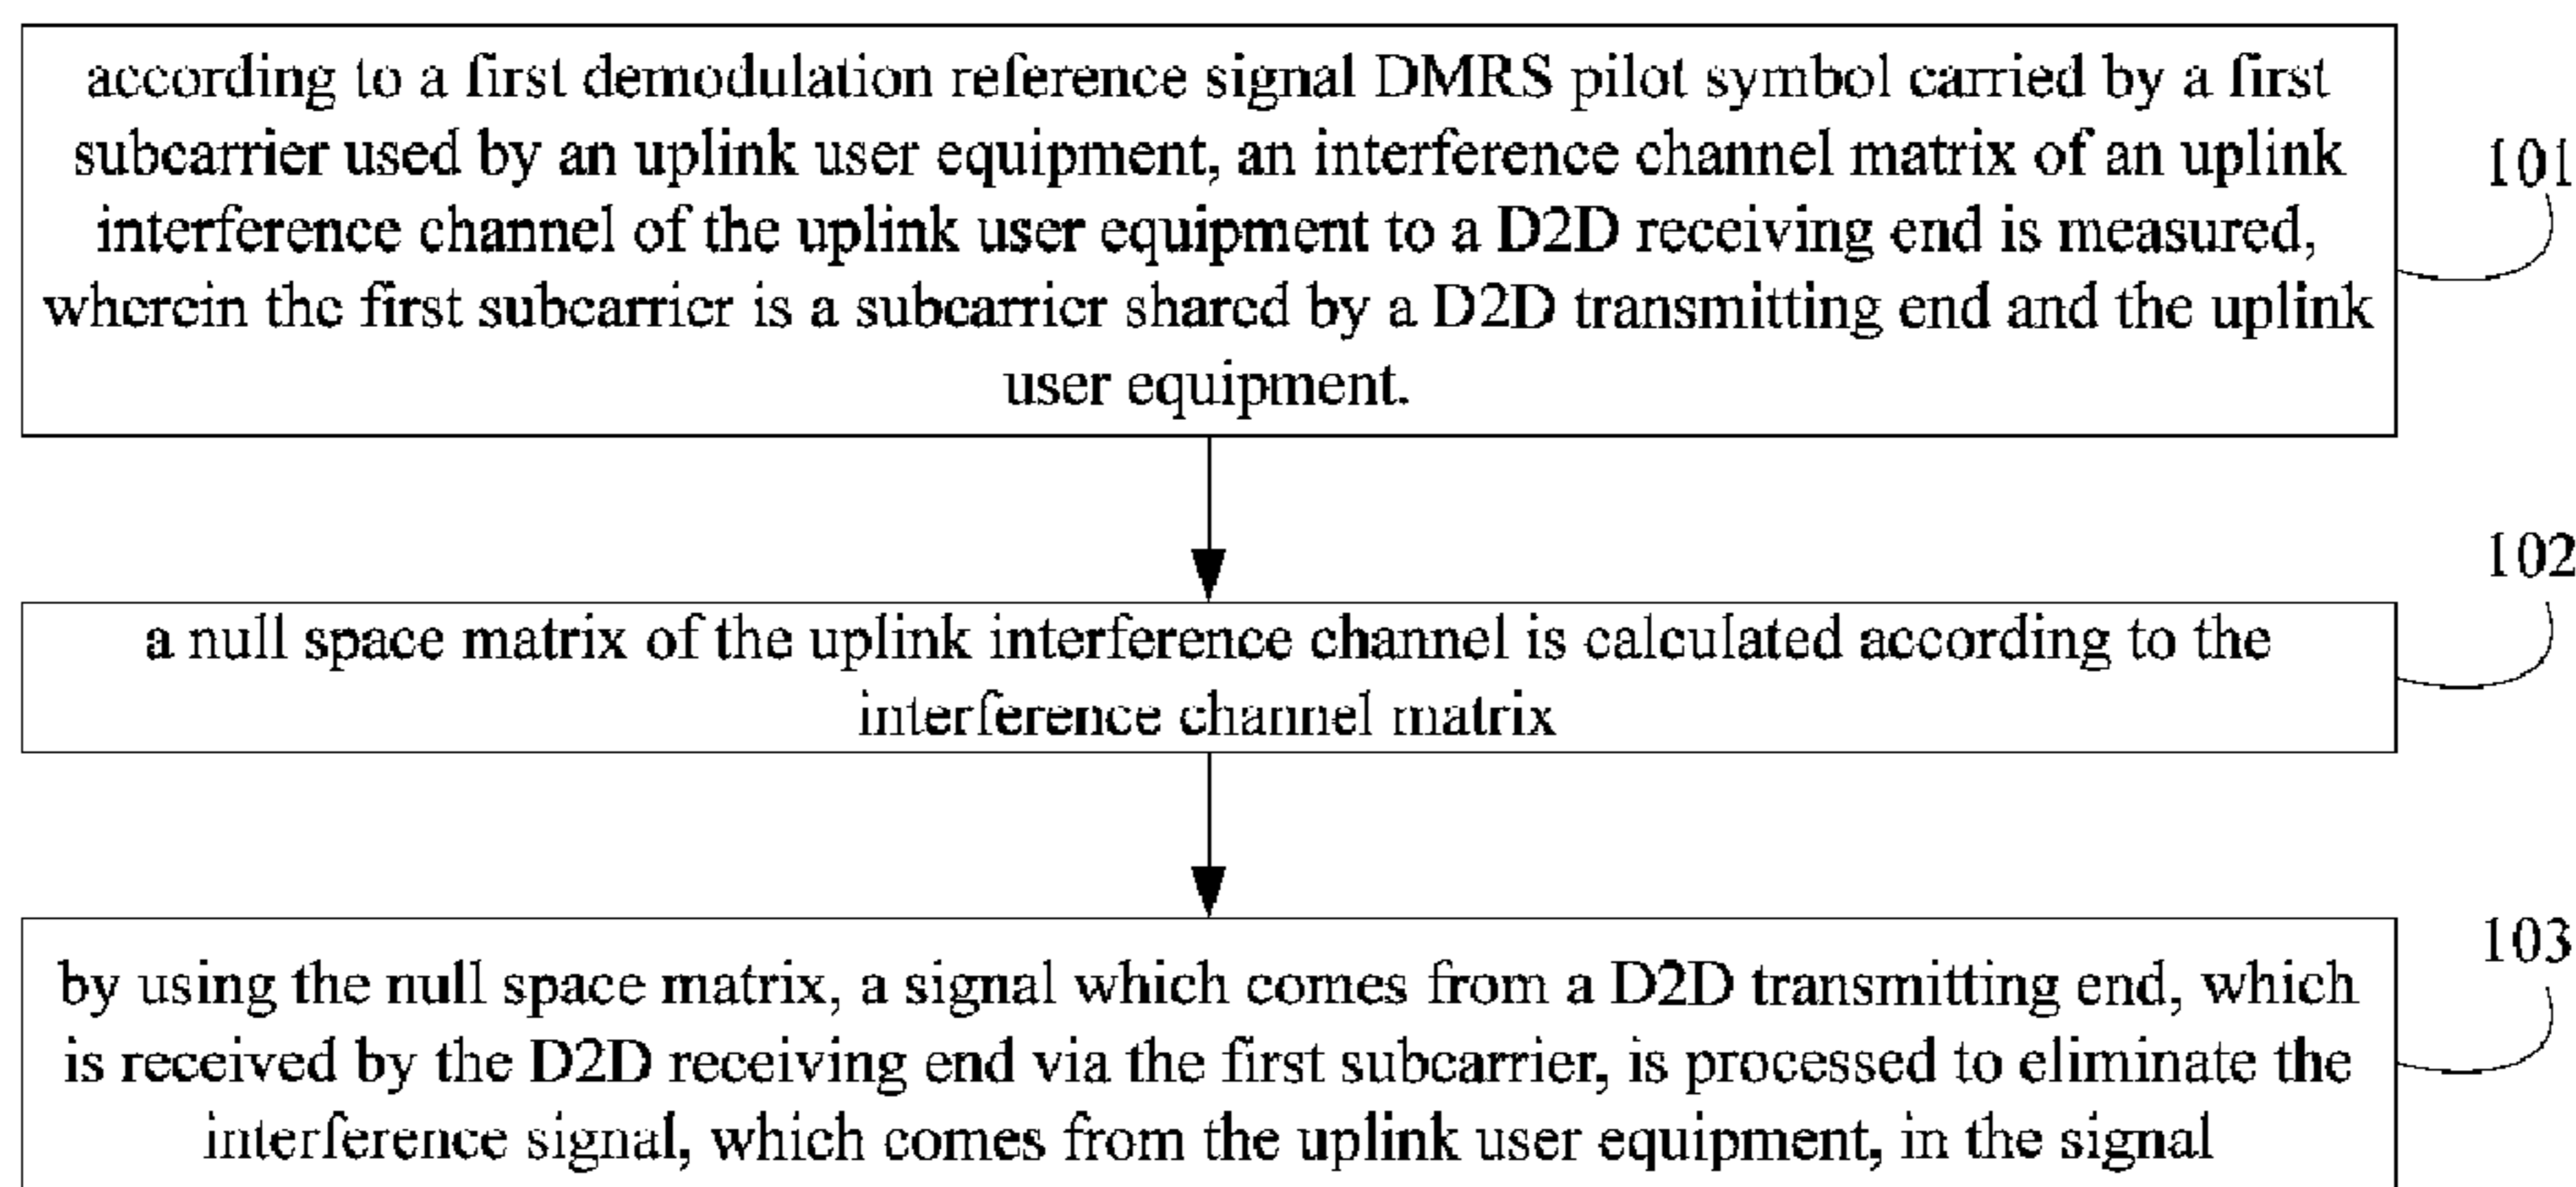 according to a first demodulation reference signal DMRS pilot symbol carried by a first
subcarrier used by an uplink user equipment, an interference channel matrix of an uplink
interference channel of the uplink user equipment to a D2D receiving end is measured,
wherein the first subcarrier is a subcarrier shared by a D2D transmitting end and the uplink
user equipment.
101
102
a null space matrix of the uplink interference channel is calculated according to the
interference channel matrix
103
by using the null space matrix, a signal which comes from a D2D transmitting end, which
is received by the D2D receiving end via the first subcarrier, is processed to eliminate the
interference signal, which comes from the uplink user equipment, in the signal